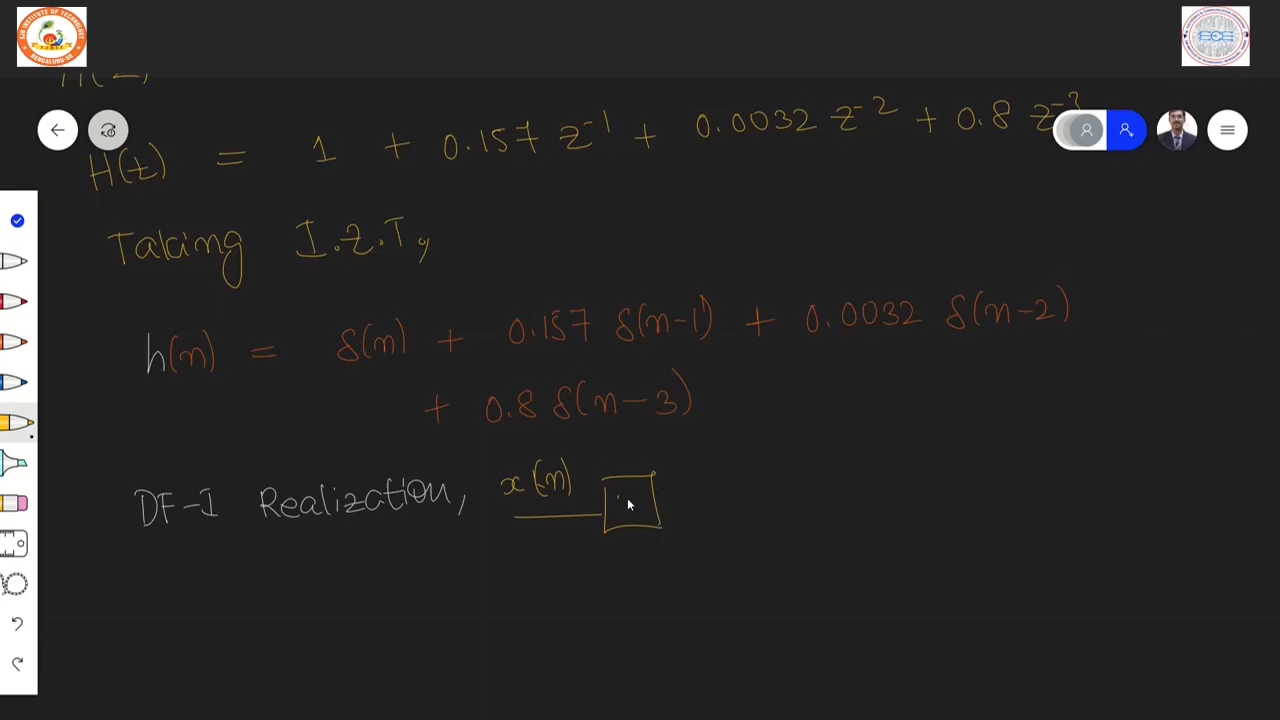 H(z)
H(z) = 1 + 0.157 z⁻¹ + 0.0032 z⁻² + 0.8 z⁻³
Taking I.Z.T,
h(n) = δ(n) + 0.157 δ(n-1) + 0.0032 δ(n-2)
+ 0.8 δ(n-3)
DF-I Realization, x(n)